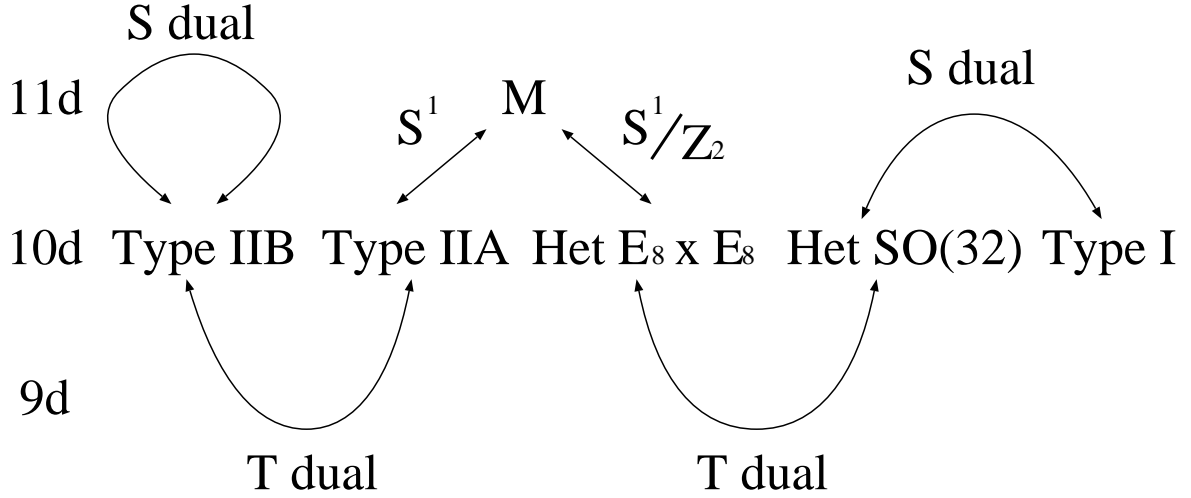 S dual
S dual
11d S¹ M S¹/Z₂
10d Type IIB Type IIA Het E₈ x E₈ Het SO(32) Type I
9d
T dual T dual